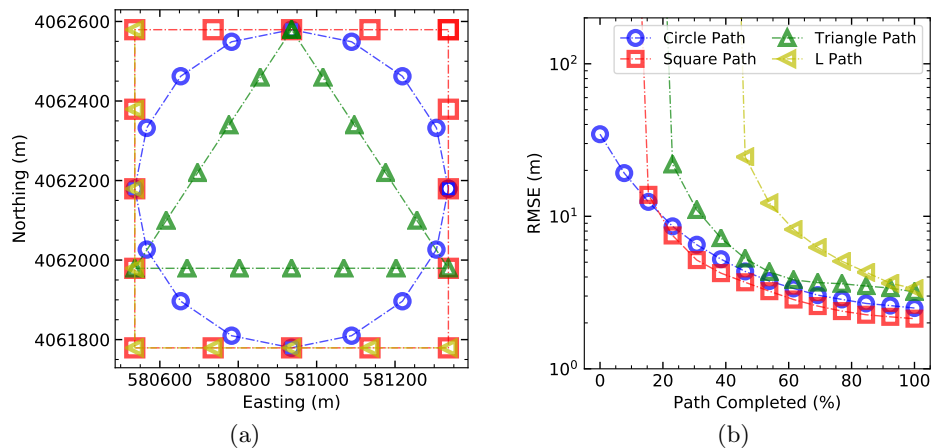 4062600
4062400
4062200
4062000
4061800
Northing (m)
580600 580800 581000 581200
Easting (m)
(a)
Circle Path
Square Path
Triangle Path
L Path
10²
10¹
10⁰
RMSE (m)
0 20 40 60 80 100
Path Completed (%)
(b)